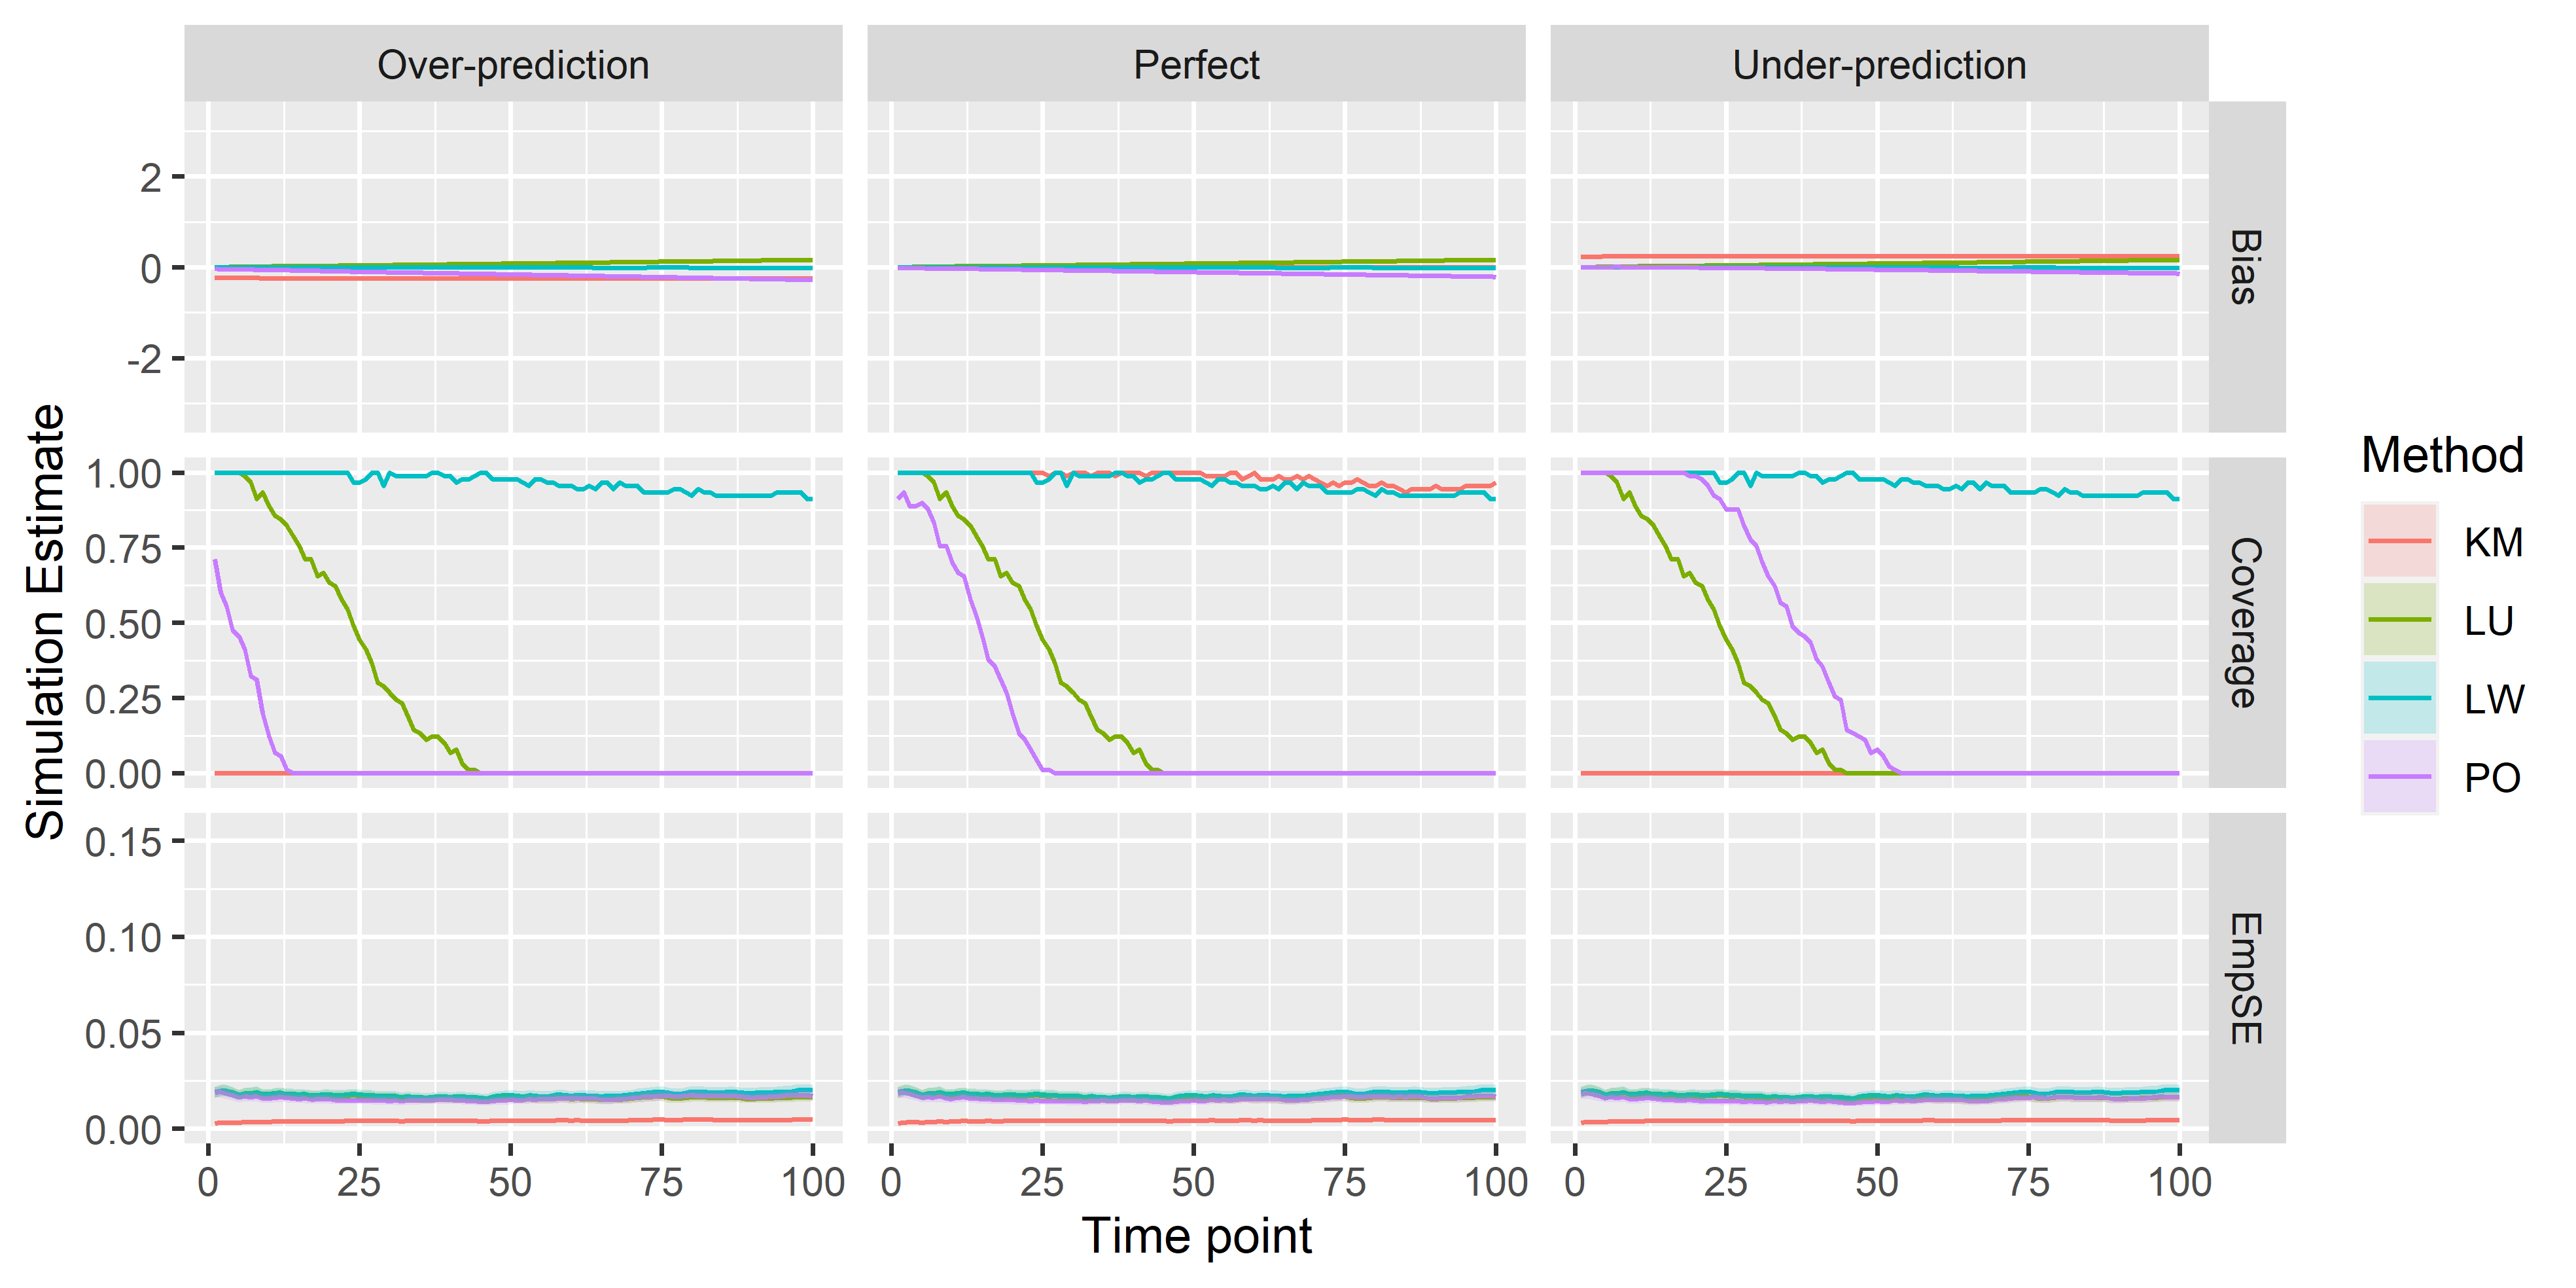 Over-prediction
Perfect
Under-prediction
2
0
-2
Bias
1.00
0.75
0.50
0.25
0.00
Coverage
0.15
0.10
0.05
0.00
EmpSE
0 25 50 75 100
0 25 50 75 100
0 25 50 75 100
Time point
Simulation Estimate
Method
KM
LU
LW
PO